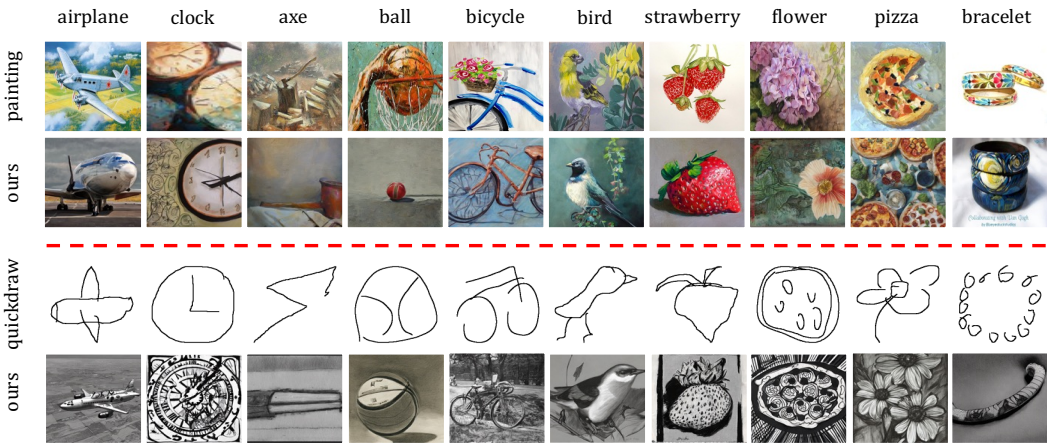 airplane clock axe ball bicycle bird strawberry flower pizza bracelet
painting
ours
quickdraw
ours